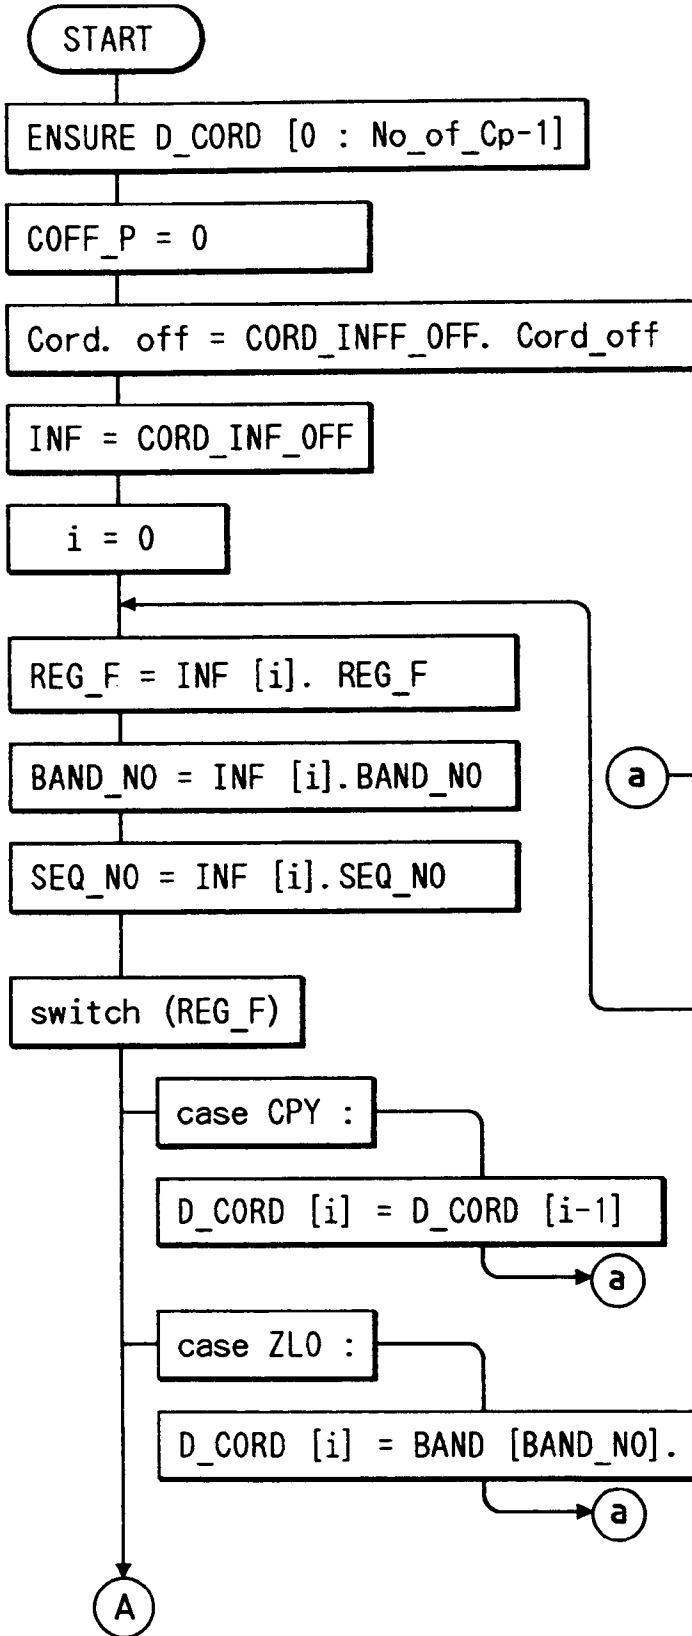 START
ENSURE D_CORD [0 : No_of_Cp-1]
COFF_P = 0
Cord. off = CORD_INFF_OFF. Cord_off
INF = CORD_INF_OFF
i = 0
REG_F = INF [i]. REG_F
BAND_NO = INF [i]. BAND_NO
a
SEQ_NO = INF [i]. SEQ_NO
switch (REG_F)
case CPY :
D_CORD [i] = D_CORD [i-1]
a
case ZLO :
D_CORD [i] = BAND [BAND_NO].
a
A